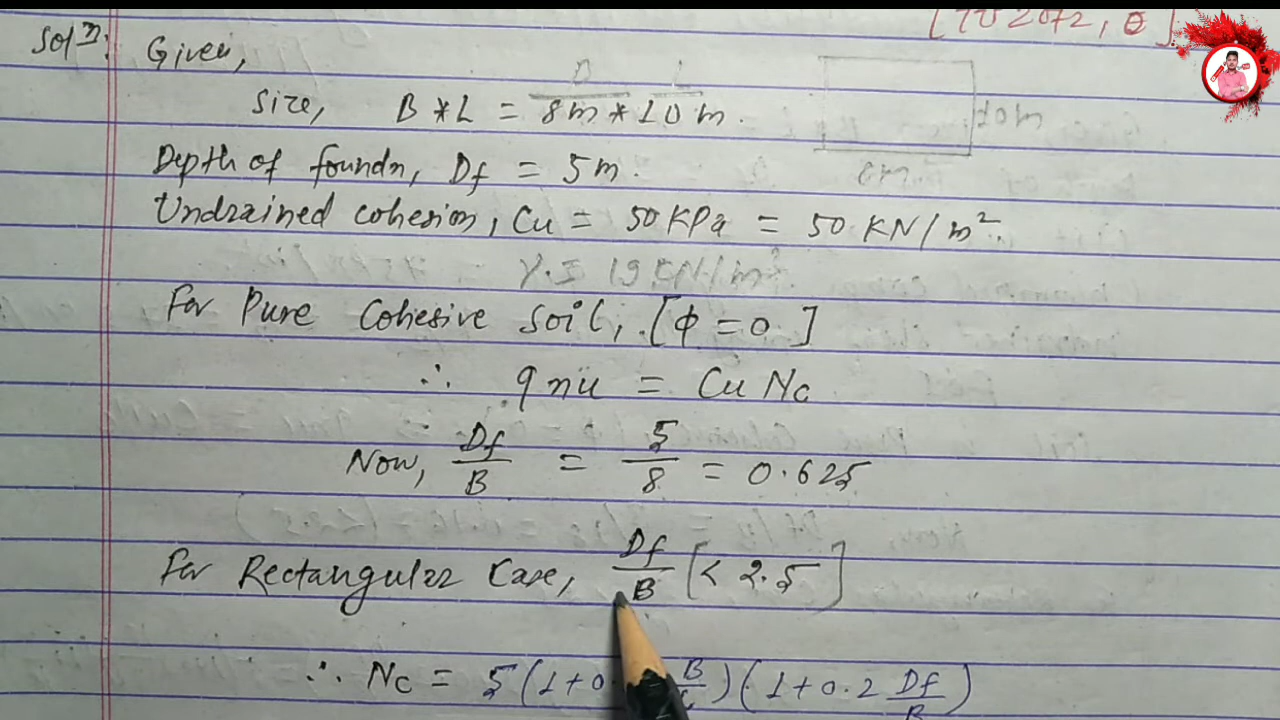 Solⁿ: Given,
Size, B * L = 8m * 10 m.
Depth of foundn, Df = 5m.
Undrained cohesion, Cu = 50 KPa = 50 KN/m².
For Pure Cohesive Soil, [φ = 0]
∴ qnu = Cu Nc
Now, Df/B = 5/8 = 0.625
For Rectangular Case, Df/B [< 2.5]
∴ Nc = 5(1+0. B/L)(1+0.2 Df/B)